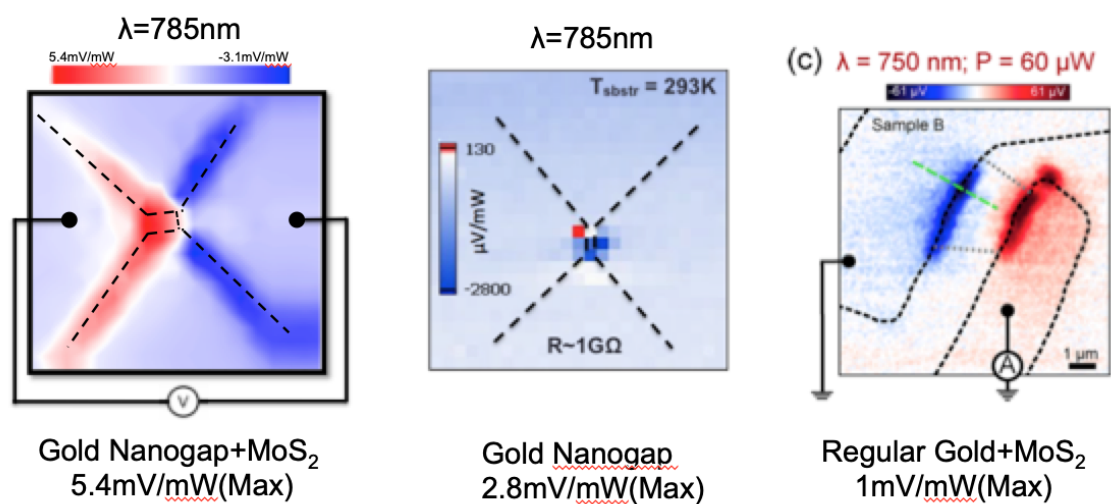 λ=785nm
5.4mV/mW
-3.1mV/mW
V
Gold Nanogap+MoS₂
5.4mV/mW(Max)
λ=785nm
T_sbstr = 293K
130
μV/mW
-2800
R~1GΩ
Gold Nanogap
2.8mV/mW(Max)
(c) λ = 750 nm; P = 60 μW
-61 μV
61 μV
Sample B
A
1 μm
Regular Gold+MoS₂
1mV/mW(Max)